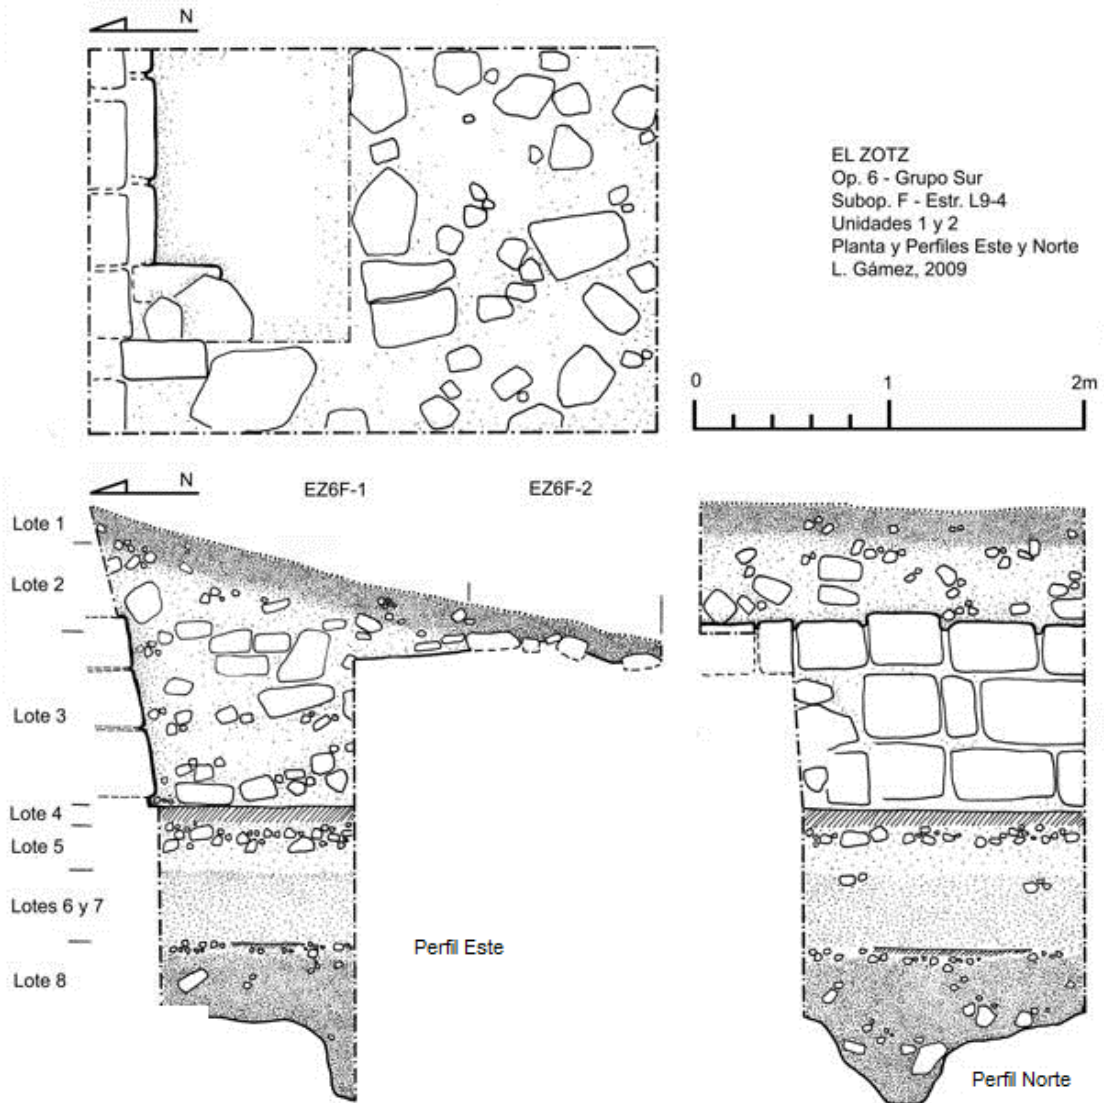 N
EL ZOTZ
Op. 6 - Grupo Sur
Subop. F - Estr. L9-4
Unidades 1 y 2
Planta y Perfiles Este y Norte
L. Gámez, 2009
0 1 2m
N
EZ6F-1 EZ6F-2
Lote 1
Lote 2
Lote 3
Lote 4
Lote 5
Lotes 6 y 7
Lote 8
Perfil Este
Perfil Norte